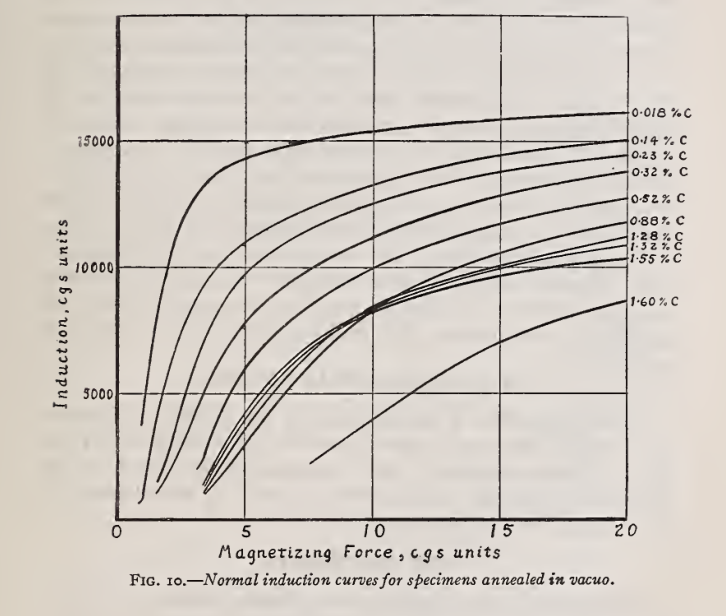 0.018 % C
15000
0.14 % C
0.23 % C
0.32 % C
0.52 % C
0.88 % C
1.28 % C
10000
1.32 % C
1.55 % C
1.60 % C
5000
Induction, cgs units
0 5 10 15 20
Magnetizing Force, cgs units
FIG. 10.—Normal induction curves for specimens annealed in vacuo.